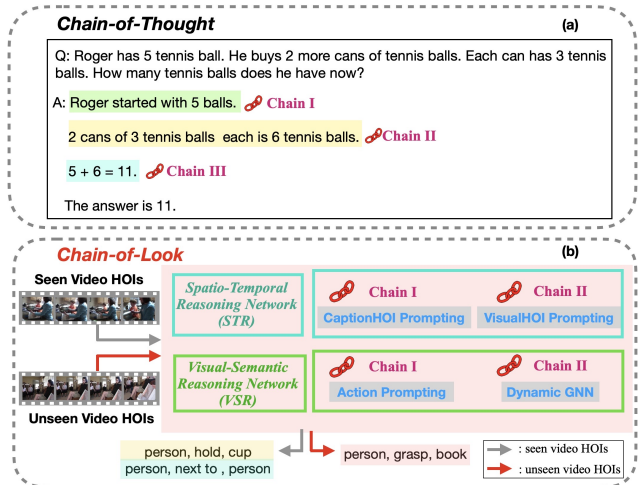 Chain-of-Thought
(a)
Q: Roger has 5 tennis ball. He buys 2 more cans of tennis balls. Each can has 3 tennis
balls. How many tennis balls does he have now?
A: Roger started with 5 balls. Chain I
2 cans of 3 tennis balls each is 6 tennis balls. Chain II
5 + 6 = 11. Chain III
The answer is 11.
Chain-of-Look
(b)
Seen Video HOIs
Spatio-Temporal
Reasoning Network
(STR)
Chain I
Chain II
CaptionHOI Prompting
VisualHOI Prompting
Visual-Semantic
Reasoning Network
(VSR)
Chain I
Chain II
Action Prompting
Dynamic GNN
Unseen Video HOIs
person, hold, cup
person, next to , person
person, grasp, book
: seen video HOIs
: unseen video HOIs